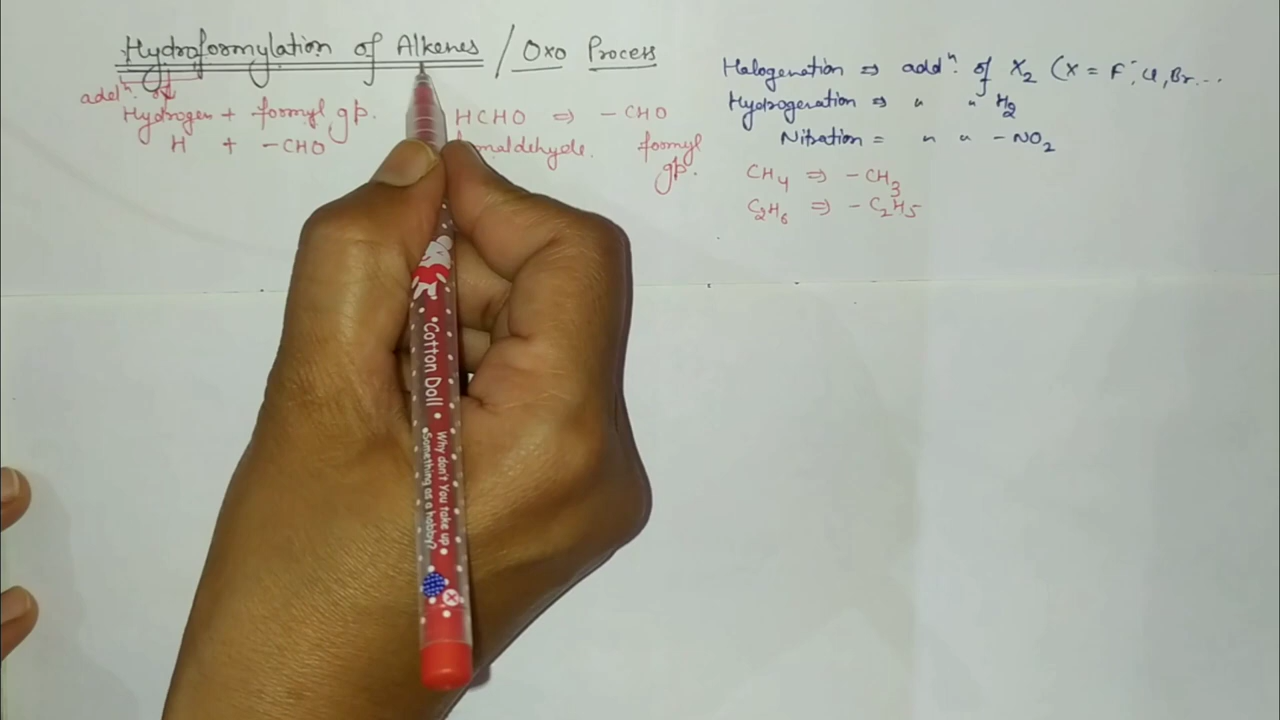 Hydroformylation of Alkenes / Oxo Process
addⁿ. of
Hydrogen + formyl gp.
H + -CHO
HCHO ⇒ -CHO
maldehyde. formyl
gp.
Halogenation ⇒ addⁿ. of X₂ (X = F, Cl, Br...
Hydrogenation ⇒ " " H₂
Nitration = " " -NO₂
CH₄ ⇒ -CH₃
C₂H₆ ⇒ -C₂H₅
Cotton Doll
Why don't You take up
Something as a hobby?